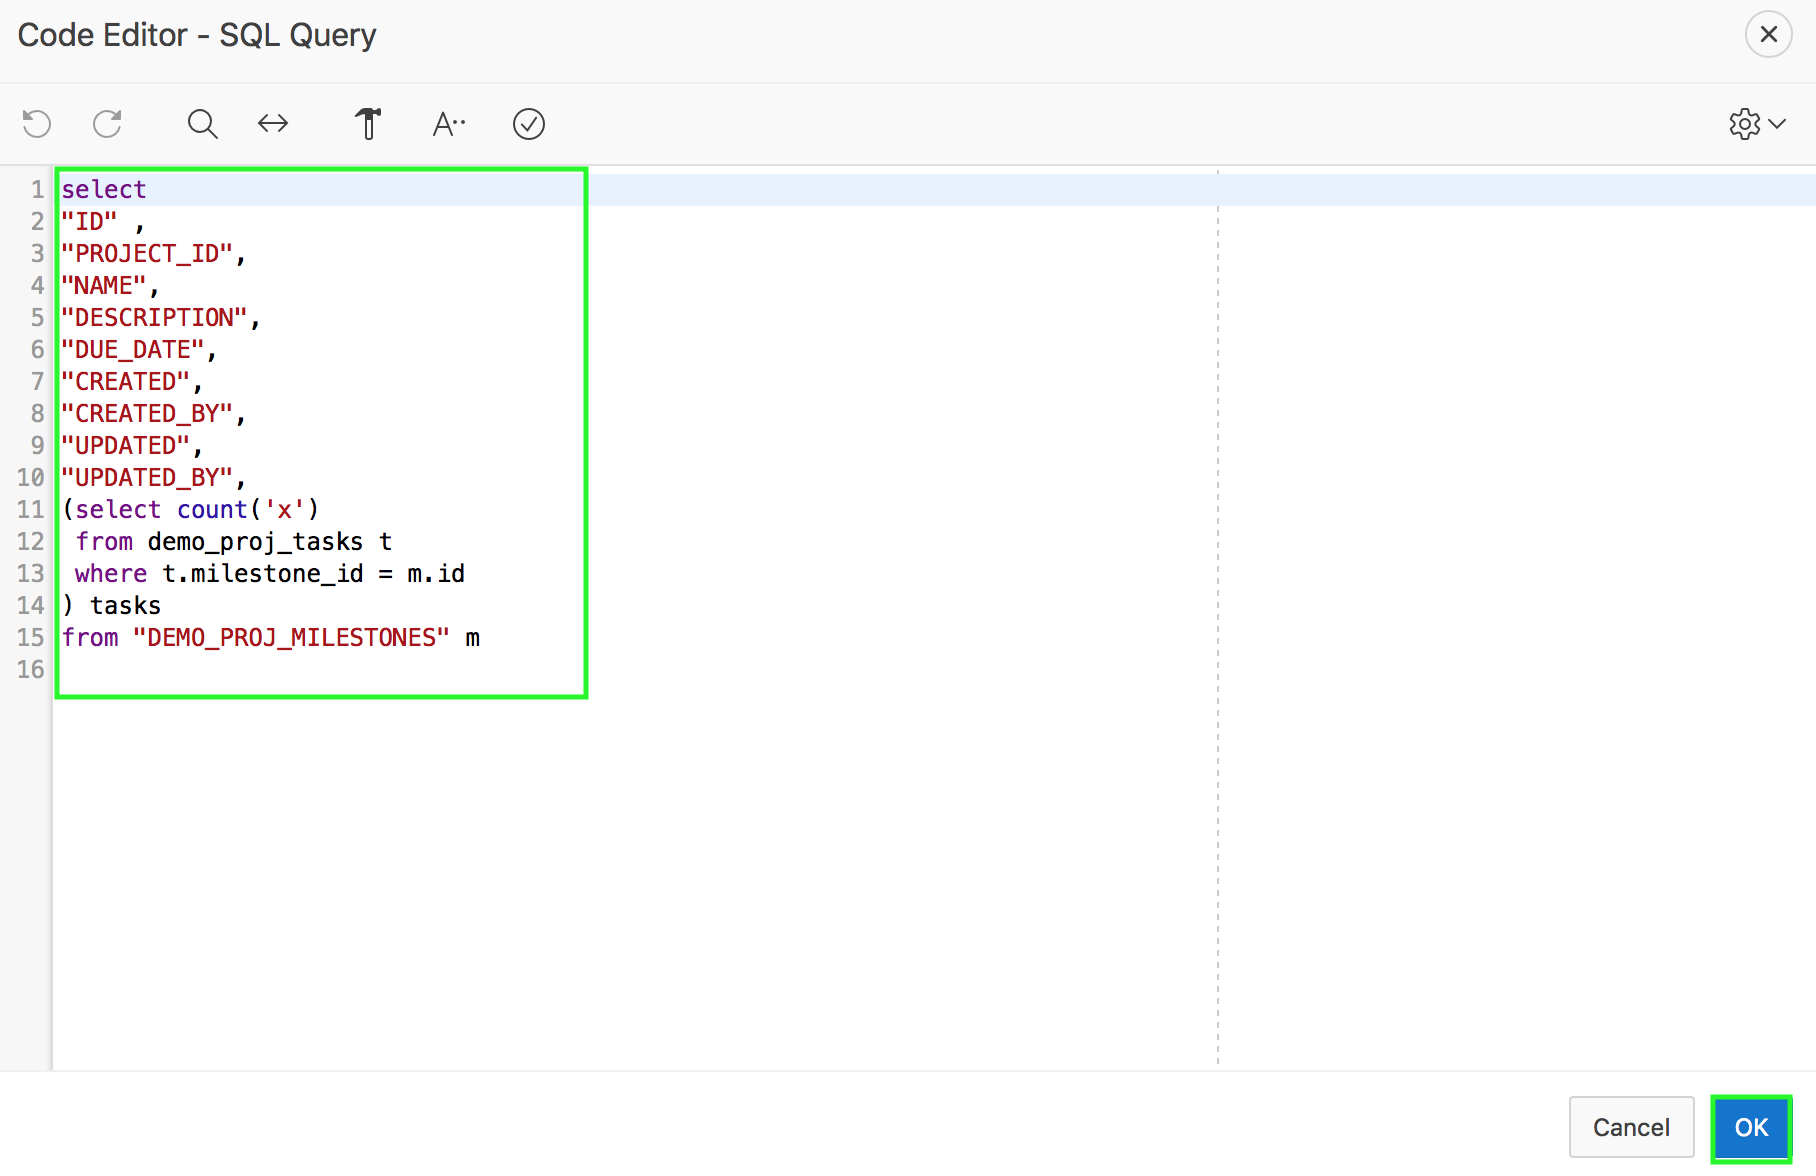 Code Editor - SQL Query
A··
1 select
2 "ID" ,
3 "PROJECT_ID",
4 "NAME",
5 "DESCRIPTION",
6 "DUE_DATE",
7 "CREATED",
8 "CREATED_BY",
9 "UPDATED",
10 "UPDATED_BY",
11 (select count('x')
12  from demo_proj_tasks t
13  where t.milestone_id = m.id
14 ) tasks
15 from "DEMO_PROJ_MILESTONES" m
16
Cancel
OK